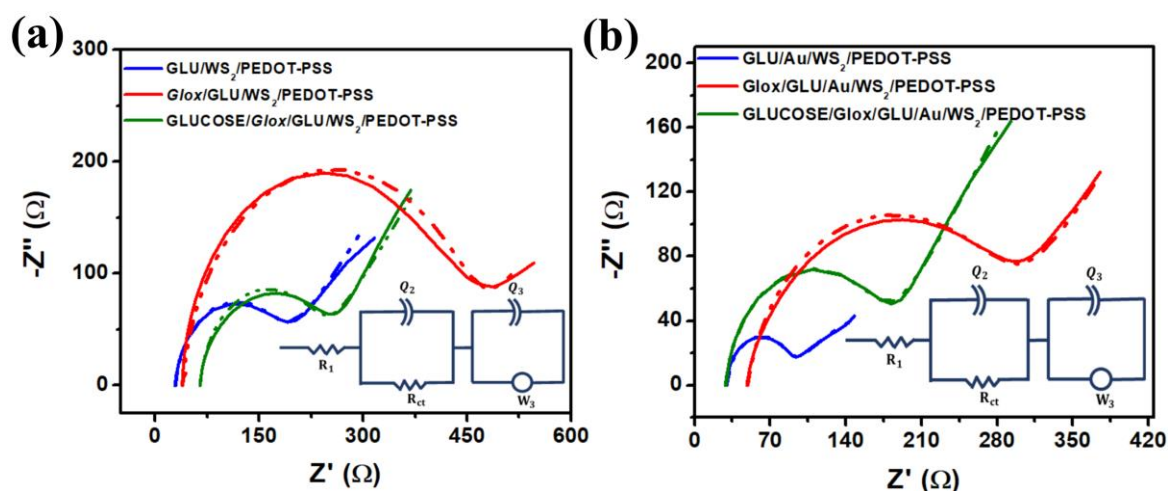 (a)
300
200
100
0
-Z'' (Ω)
GLU/WS₂/PEDOT-PSS
Glox/GLU/WS₂/PEDOT-PSS
GLUCOSE/Glox/GLU/WS₂/PEDOT-PSS
Q₂
Q₃
R₁
R_ct
W₃
0 150 300 450 600
Z' (Ω)
(b)
200
160
120
80
40
0
-Z'' (Ω)
GLU/Au/WS₂/PEDOT-PSS
Glox/GLU/Au/WS₂/PEDOT-PSS
GLUCOSE/Glox/GLU/Au/WS₂/PEDOT-PSS
Q₂
Q₃
R₁
R_ct
W₃
0 70 140 210 280 350 420
Z' (Ω)